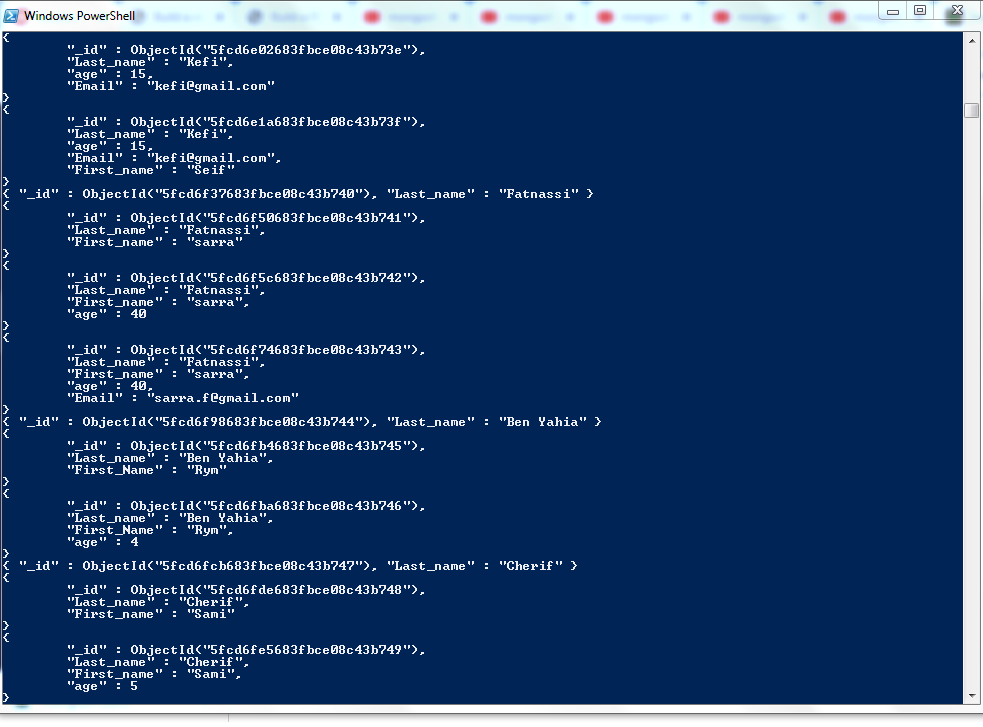 Windows PowerShell
{
"_id" : ObjectId("5fcd6e02683fbce08c43b73e"),
"Last_name" : "Kefi",
"age" : 15,
"Email" : "kefi@gmail.com"
}
{
"_id" : ObjectId("5fcd6e1a683fbce08c43b73f"),
"Last_name" : "Kefi",
"age" : 15,
"Email" : "kefi@gmail.com",
"First_name" : "Seif"
}
{ "_id" : ObjectId("5fcd6f37683fbce08c43b740"), "Last_name" : "Fatnassi" }
{
"_id" : ObjectId("5fcd6f50683fbce08c43b741"),
"Last_name" : "Fatnassi",
"First_name" : "sarra"
}
{
"_id" : ObjectId("5fcd6f5c683fbce08c43b742"),
"Last_name" : "Fatnassi",
"First_name" : "sarra",
"age" : 40
}
{
"_id" : ObjectId("5fcd6f74683fbce08c43b743"),
"Last_name" : "Fatnassi",
"First_name" : "sarra",
"age" : 40,
"Email" : "sarra.f@gmail.com"
}
{ "_id" : ObjectId("5fcd6f98683fbce08c43b744"), "Last_name" : "Ben Yahia" }
{
"_id" : ObjectId("5fcd6fb4683fbce08c43b745"),
"Last_name" : "Ben Yahia",
"First_Name" : "Rym"
}
{
"_id" : ObjectId("5fcd6fba683fbce08c43b746"),
"Last_name" : "Ben Yahia",
"First_Name" : "Rym",
"age" : 4
}
{ "_id" : ObjectId("5fcd6fcb683fbce08c43b747"), "Last_name" : "Cherif" }
{
"_id" : ObjectId("5fcd6fde683fbce08c43b748"),
"Last_name" : "Cherif",
"First_name" : "Sami"
}
{
"_id" : ObjectId("5fcd6fe5683fbce08c43b749"),
"Last_name" : "Cherif",
"First_name" : "Sami",
"age" : 5
}